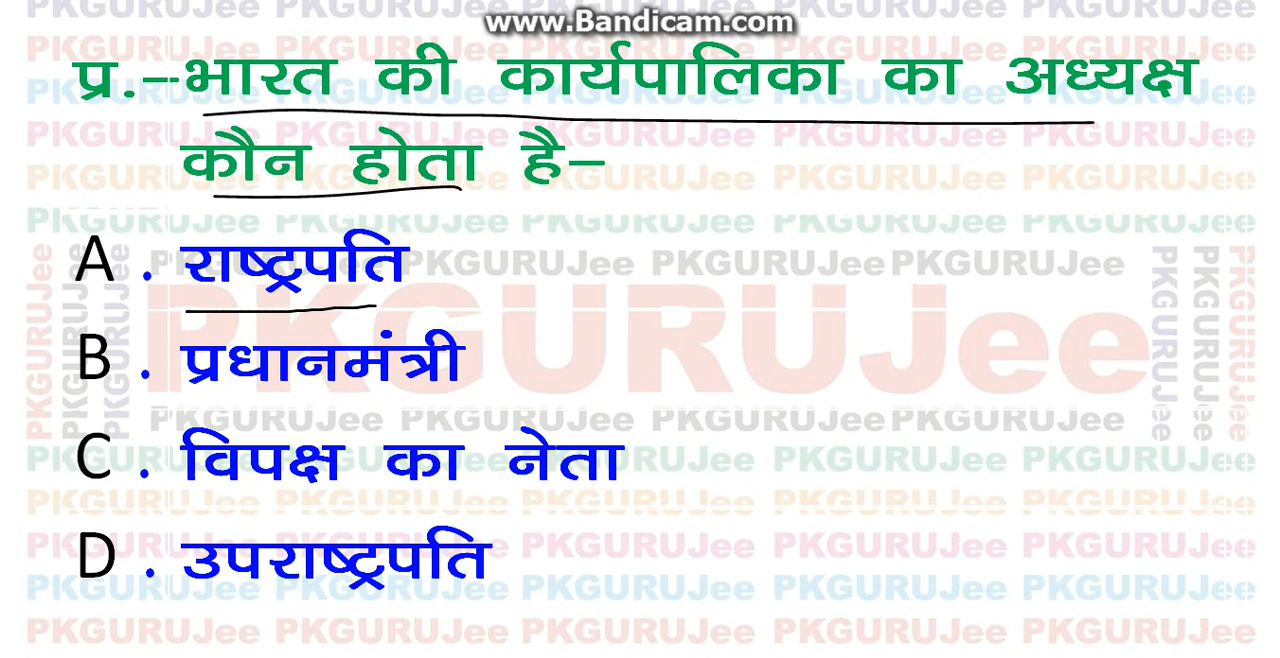 www.Bandicam.com
प्र.–भारत की कार्यपालिका का अध्यक्ष
कौन होता है–
A . राष्ट्रपति
B . प्रधानमंत्री
C . विपक्ष का नेता
D . उपराष्ट्रपति
PKGURUJee